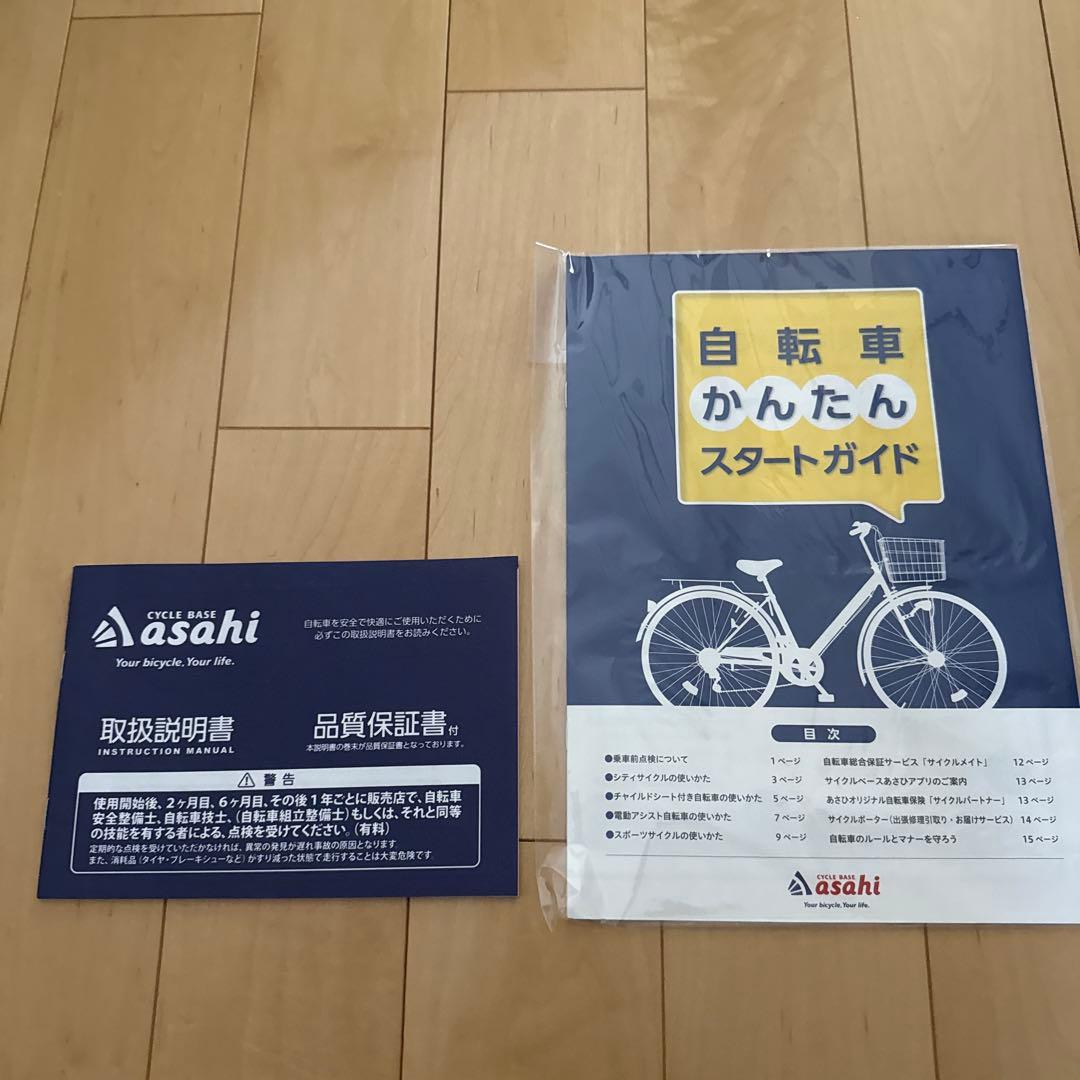 CYCLE BASE
asahi
Your bicycle, Your life.
自転車を安全で快適にご使用いただくために
必ずこの取扱説明書をお読みください。
取扱説明書
INSTRUCTION MANUAL
品質保証書付
本説明書の巻末が品質保証書となっております。
警告
使用開始後、2ヶ月目、6ヶ月目、その後1年ごとに販売店で、自転車
安全整備士、自転車技士、(自転車組立整備士)もしくは、それと同等
の技能を有する者による、点検を受けてください。(有料)
定期的な点検を受けていただかなければ、異常の発見が遅れ事故の原因となります
また、消耗品(タイヤ・ブレーキシューなど)がすり減った状態で走行することは大変危険です
自転車
かんたん
スタートガイド
目次
●乗車前点検について 1ページ
●シティサイクルの使いかた 3ページ
●チャイルドシート付き自転車の使いかた 5ページ
●電動アシスト自転車の使いかた 7ページ
●スポーツサイクルの使いかた 9ページ
自転車総合保証サービス「サイクルメイト」 12ページ
サイクルベースあさひアプリのご案内 13ページ
あさひオリジナル自転車保険「サイクルパートナー」 13ページ
サイクルポーター(出張修理引取り・お届けサービス) 14ページ
自転車のルールとマナーを守ろう 15ページ
CYCLE BASE
asahi
Your bicycle, Your life.